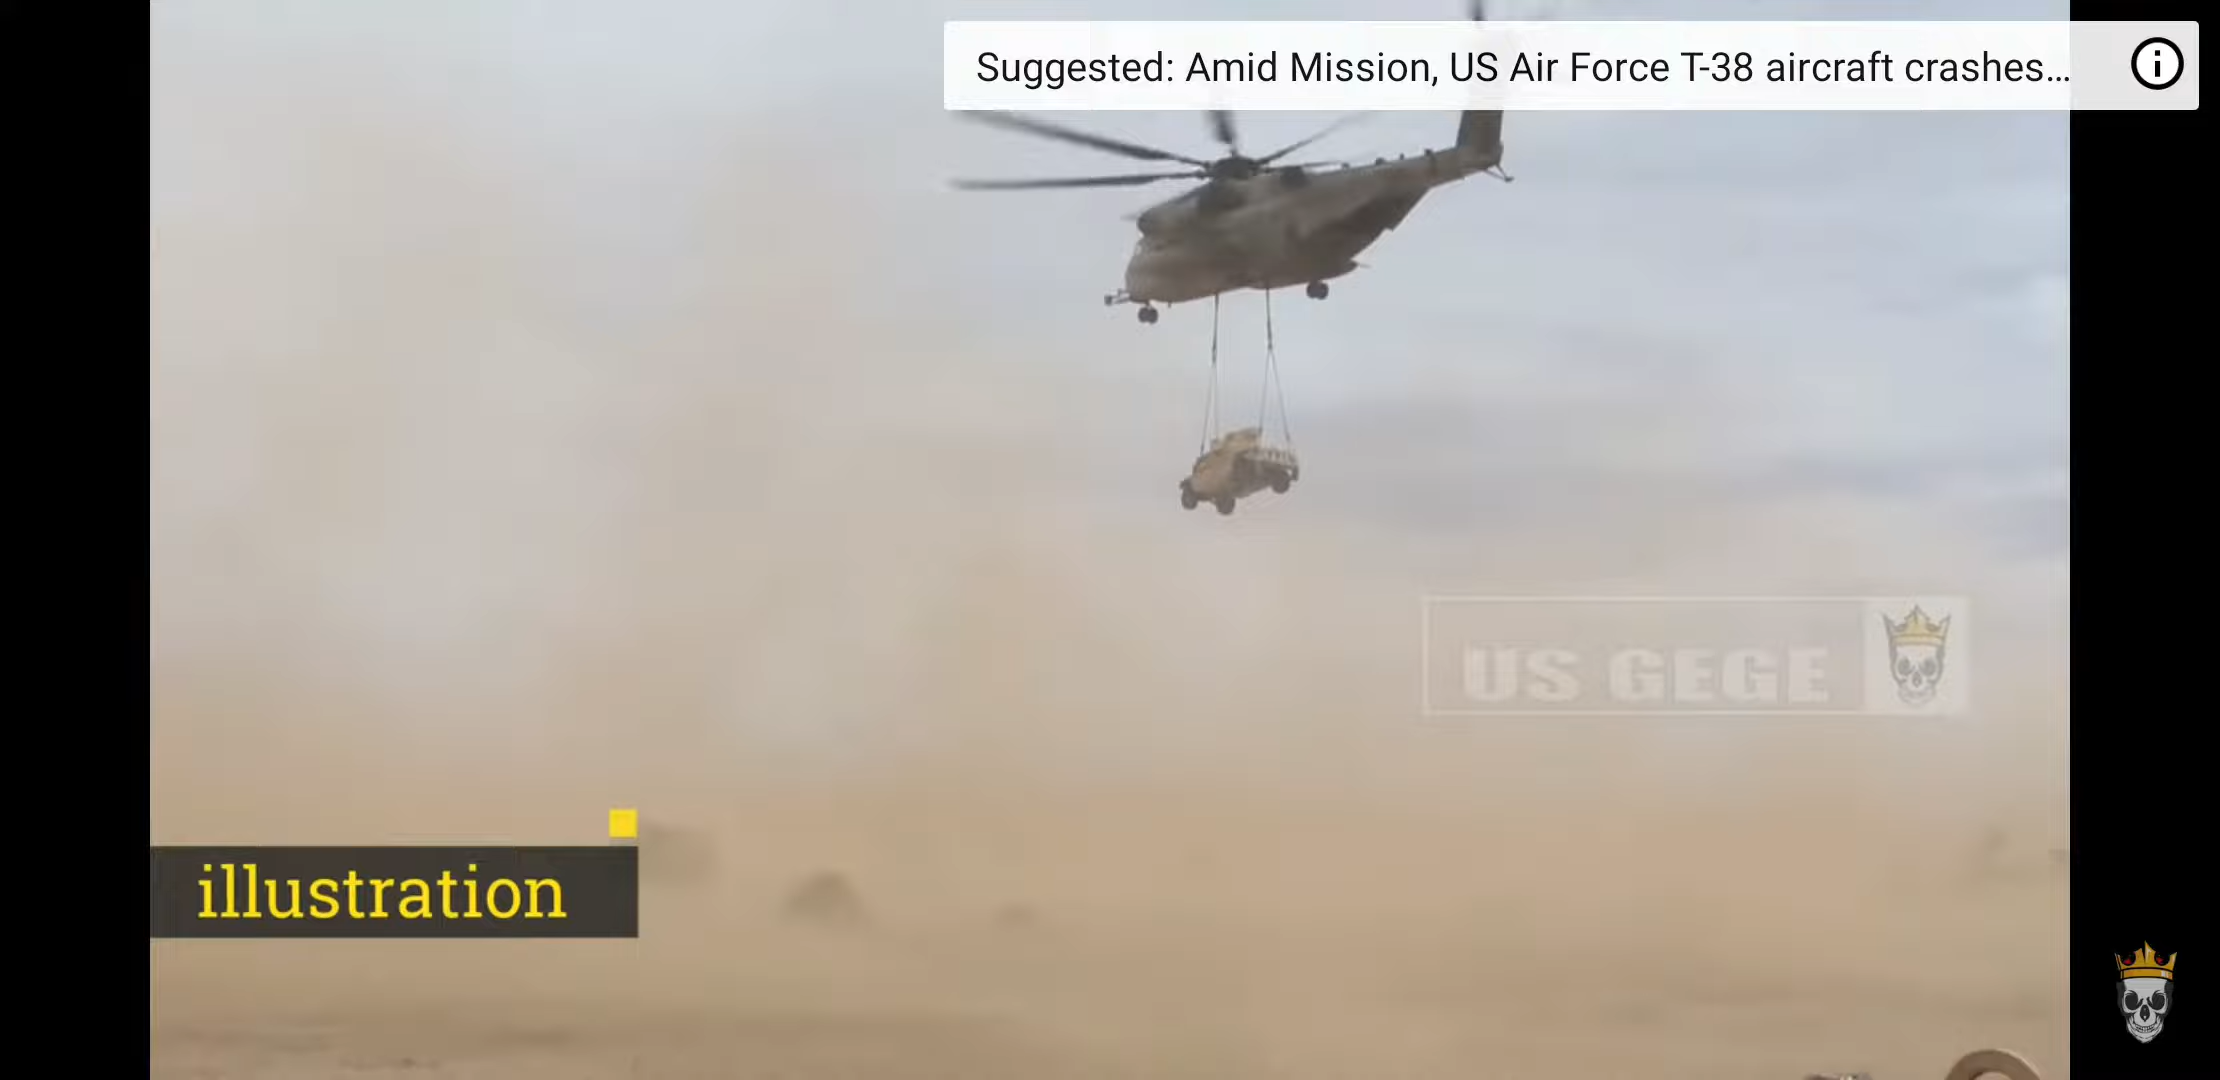 Suggested: Amid Mission, US Air Force T-38 aircraft crashes...
US GEGE
illustration